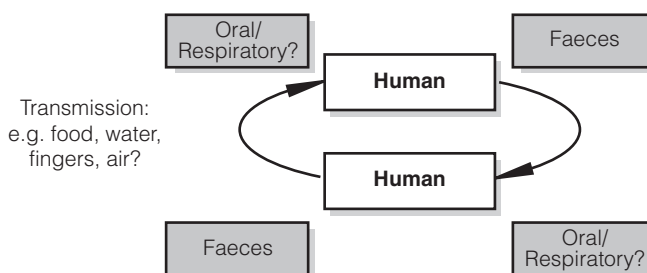 Oral/
Respiratory?
Faeces
Human
Transmission:
e.g. food, water,
fingers, air?
Human
Faeces
Oral/
Respiratory?